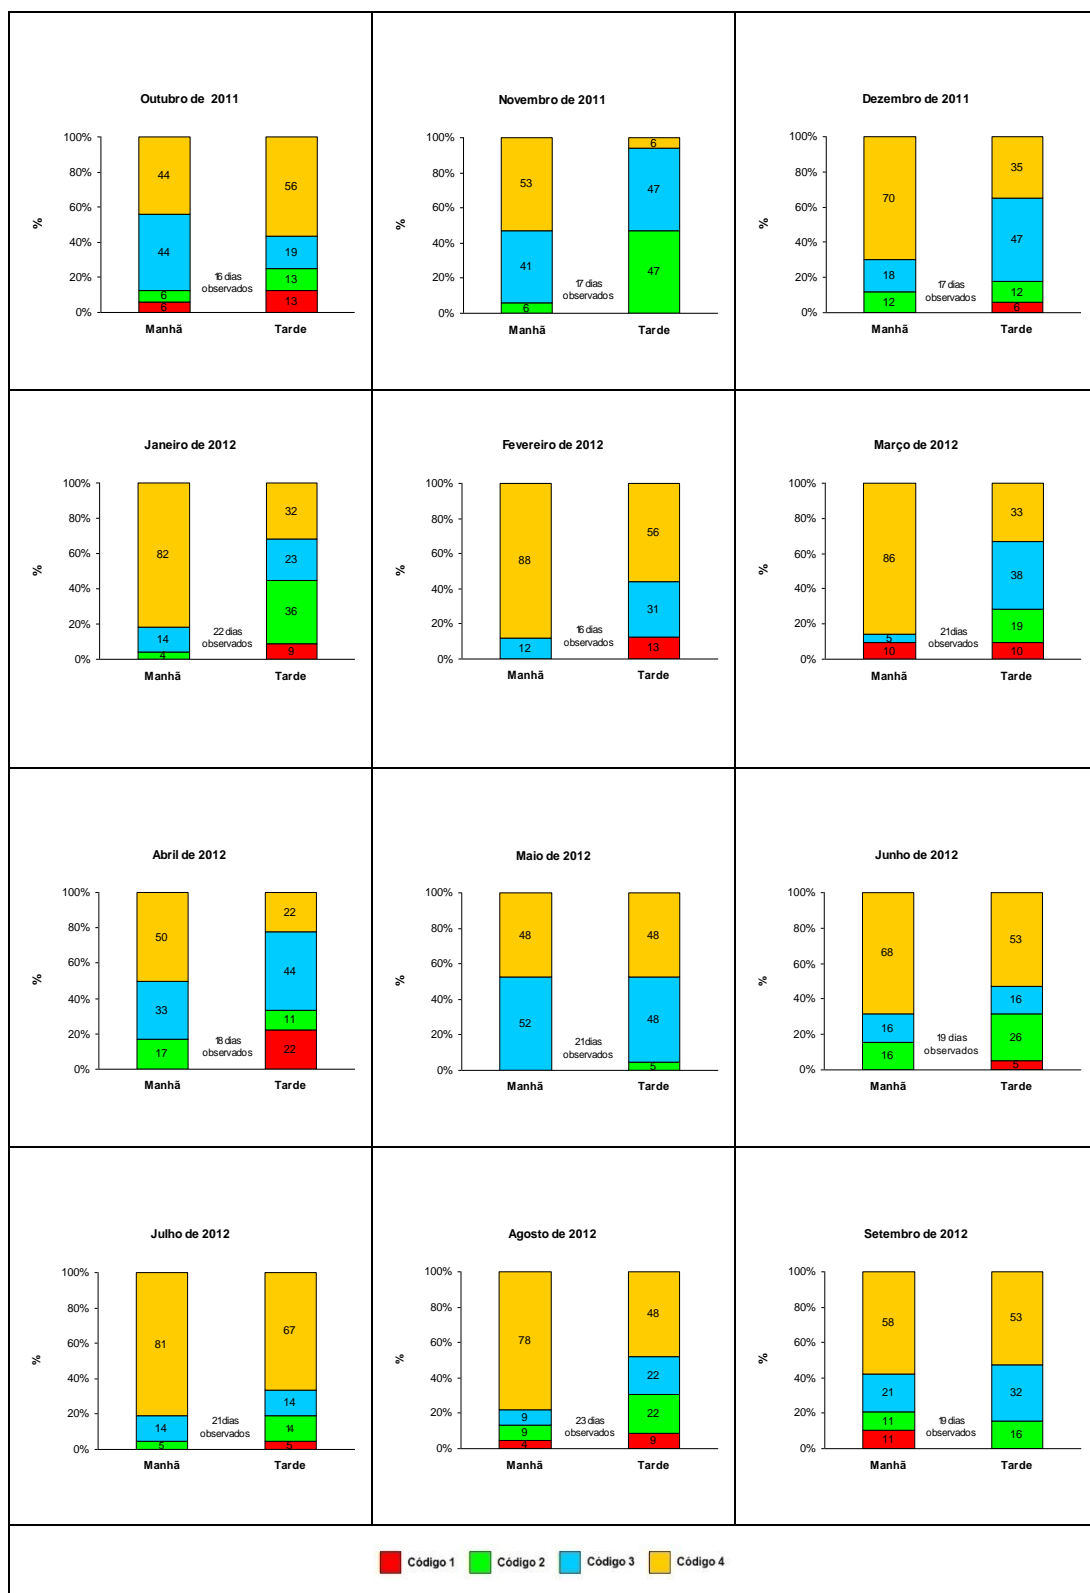 Outubro de 2011
100%
80%
60%
40%
20%
0%
%
44
44
6
6
16 dias
observados
56
19
13
13
Manhã
Tarde
Novembro de 2011
100%
80%
60%
40%
20%
0%
%
53
41
6
17 dias
observados
6
47
47
Manhã
Tarde
Dezembro de 2011
100%
80%
60%
40%
20%
0%
%
70
18
12
17 dias
observados
35
47
12
6
Manhã
Tarde
Janeiro de 2012
100%
80%
60%
40%
20%
0%
%
82
14
4
22 dias
observados
32
23
36
9
Manhã
Tarde
Fevereiro de 2012
100%
80%
60%
40%
20%
0%
%
88
12
16 dias
observados
56
31
13
Manhã
Tarde
Março de 2012
100%
80%
60%
40%
20%
0%
%
86
5
10
21dias
observados
33
38
19
10
Manhã
Tarde
Abril de 2012
100%
80%
60%
40%
20%
0%
%
50
33
17
18 dias
observados
22
44
11
22
Manhã
Tarde
Maio de 2012
100%
80%
60%
40%
20%
0%
%
48
52
21dias
observados
48
48
5
Manhã
Tarde
Junho de 2012
100%
80%
60%
40%
20%
0%
%
68
16
16
19 dias
observados
53
16
26
5
Manhã
Tarde
Julho de 2012
100%
80%
60%
40%
20%
0%
%
81
14
5
21dias
observados
67
14
14
5
Manhã
Tarde
Agosto de 2012
100%
80%
60%
40%
20%
0%
%
78
9
9
4
23 dias
observados
48
22
22
9
Manhã
Tarde
Setembro de 2012
100%
80%
60%
40%
20%
0%
%
58
21
11
11
19 dias
observados
53
32
16
Manhã
Tarde
Código 1 Código 2 Código 3 Código 4